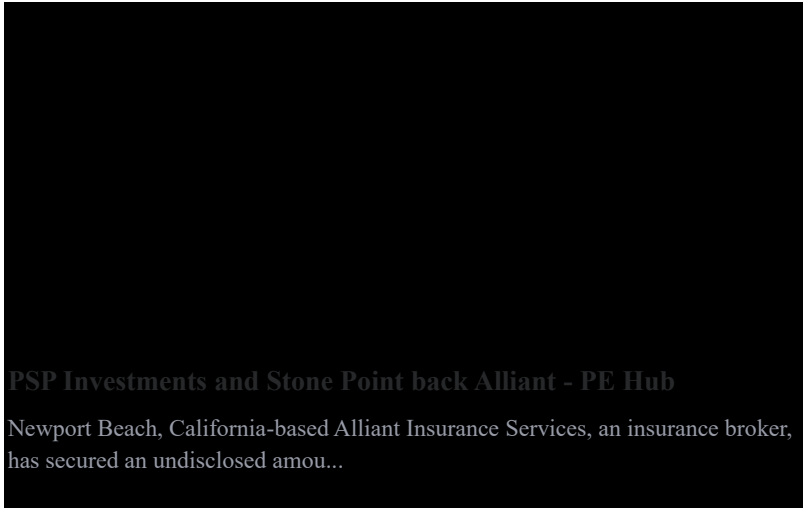 PSP Investments and Stone Point back Alliant - PE Hub
Newport Beach, California-based Alliant Insurance Services, an insurance broker,
has secured an undisclosed amou...